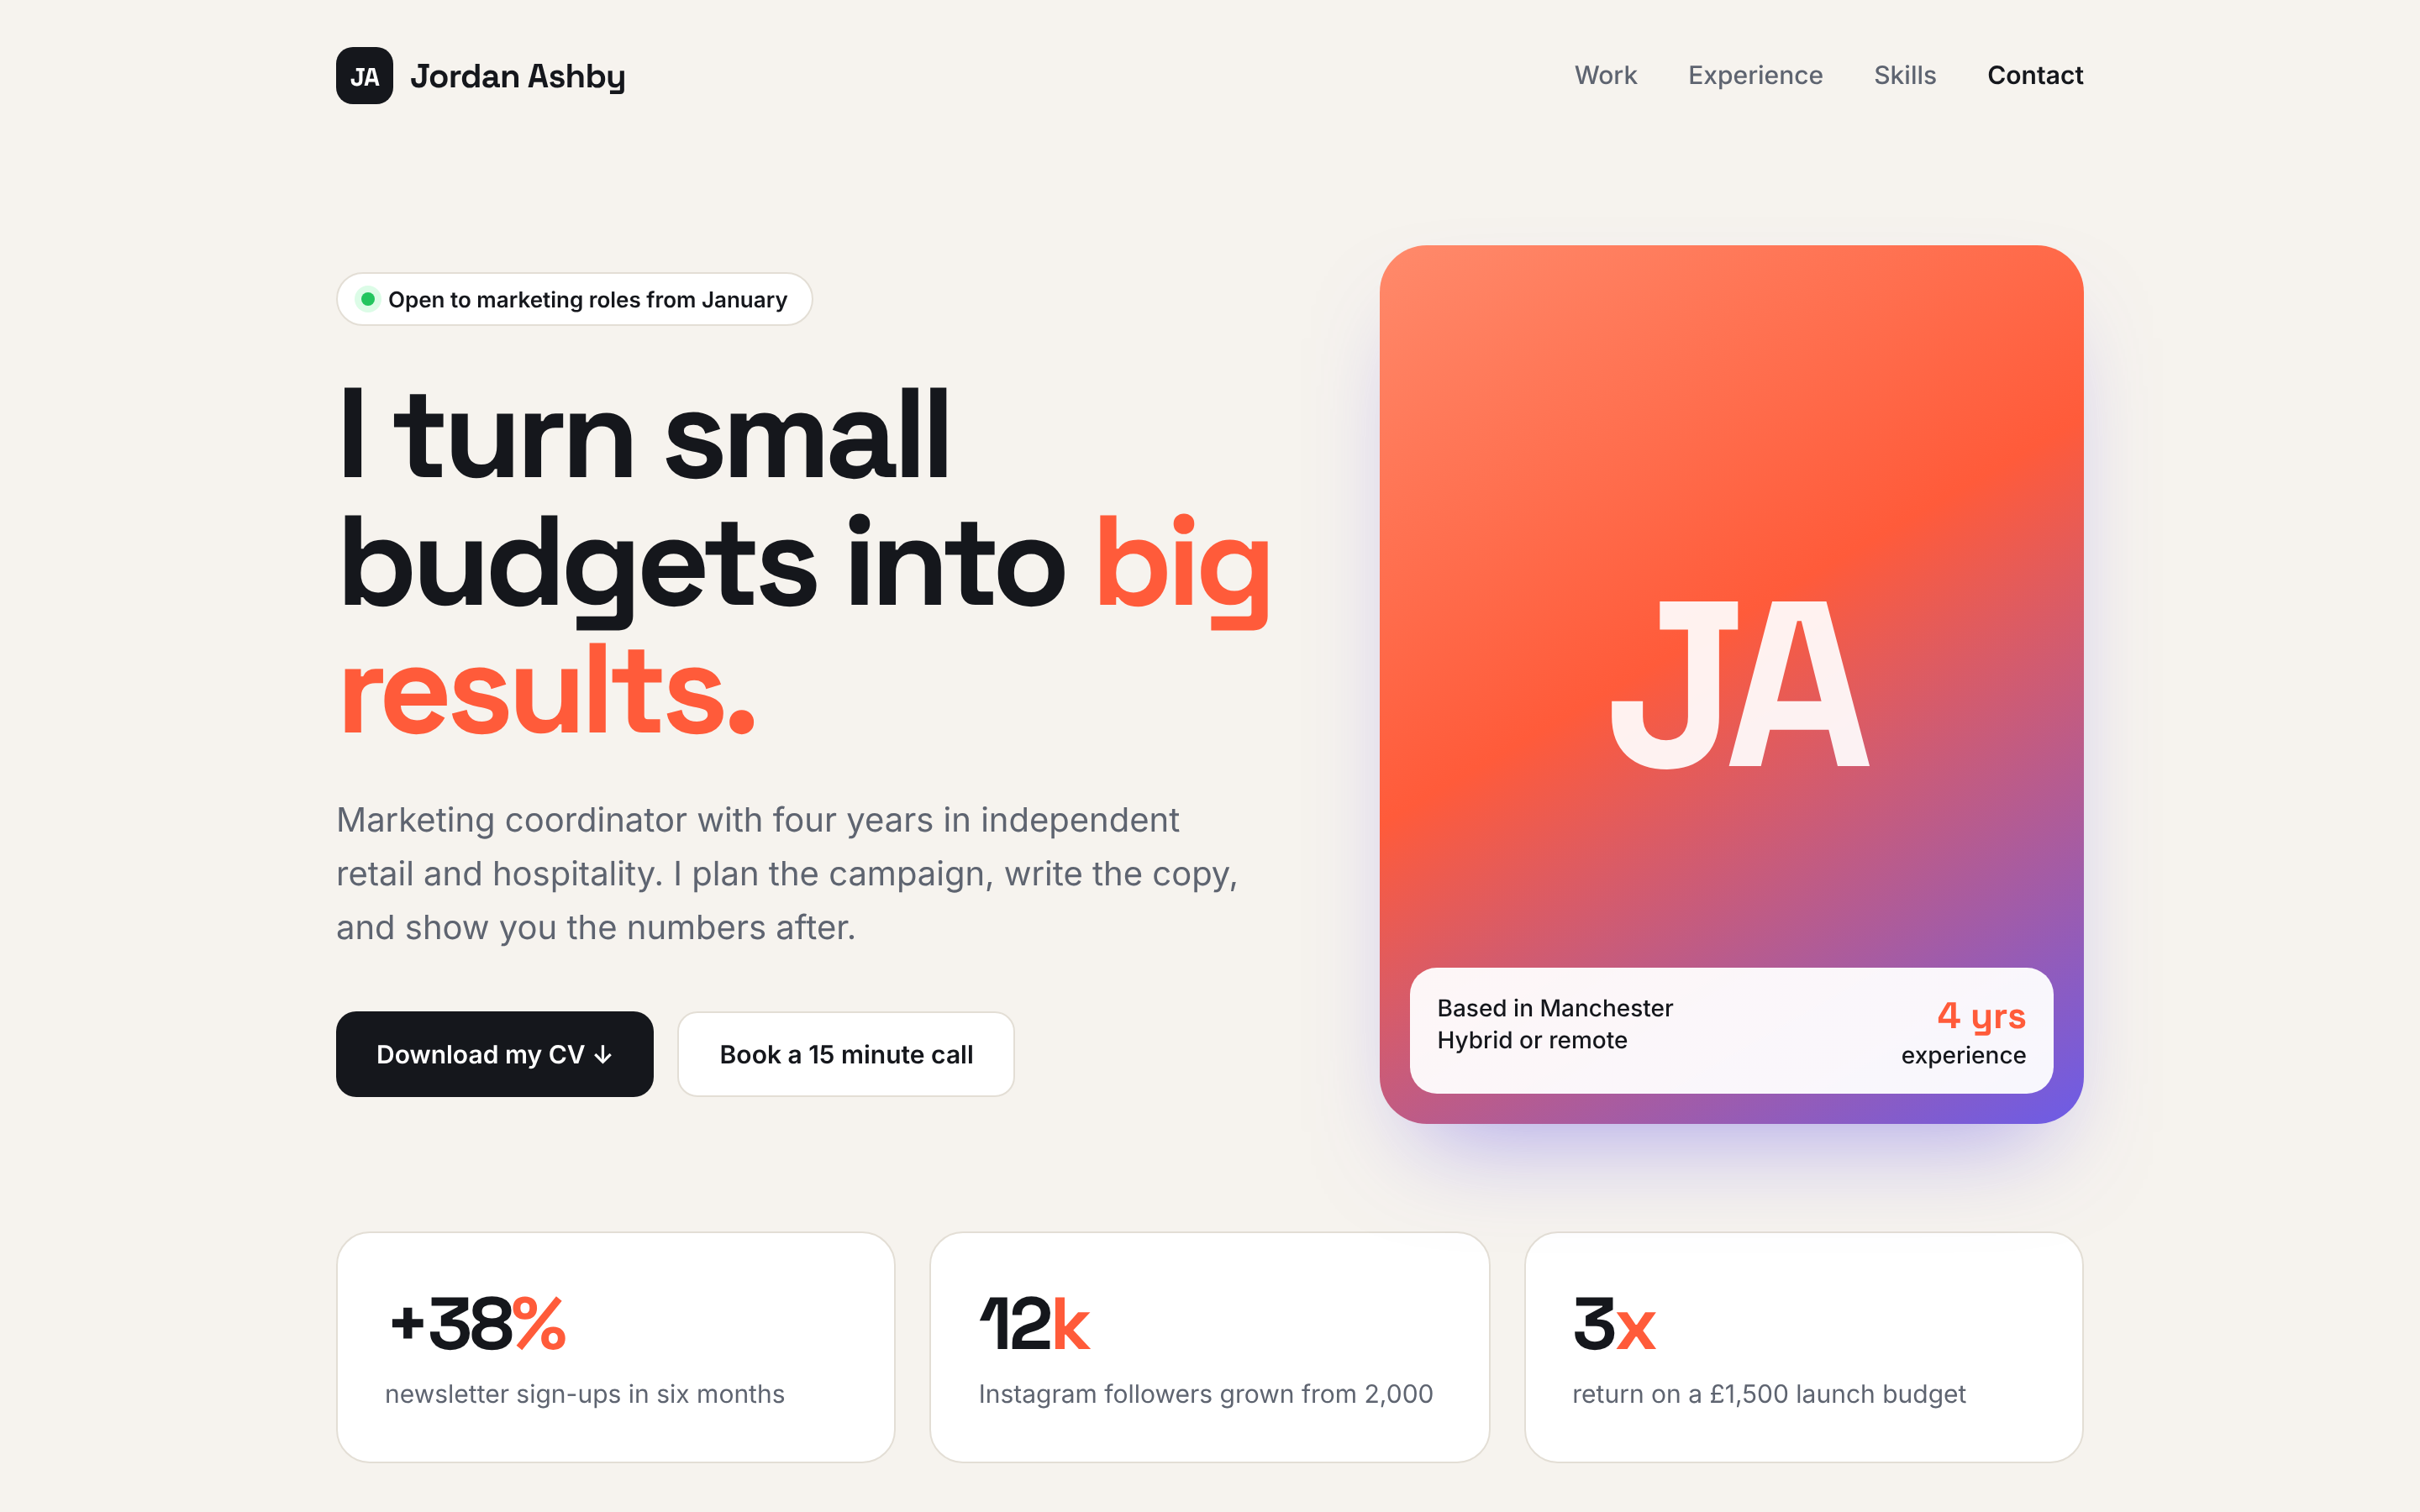 JA Jordan Ashby
Work Experience Skills Contact
Open to marketing roles from January
I turn small
budgets into big
results.
Marketing coordinator with four years in independent
retail and hospitality. I plan the campaign, write the copy,
and show you the numbers after.
Download my CV ↓
Book a 15 minute call
JA
Based in Manchester
Hybrid or remote
4 yrs
experience
+38%
newsletter sign-ups in six months
12k
Instagram followers grown from 2,000
3x
return on a £1,500 launch budget